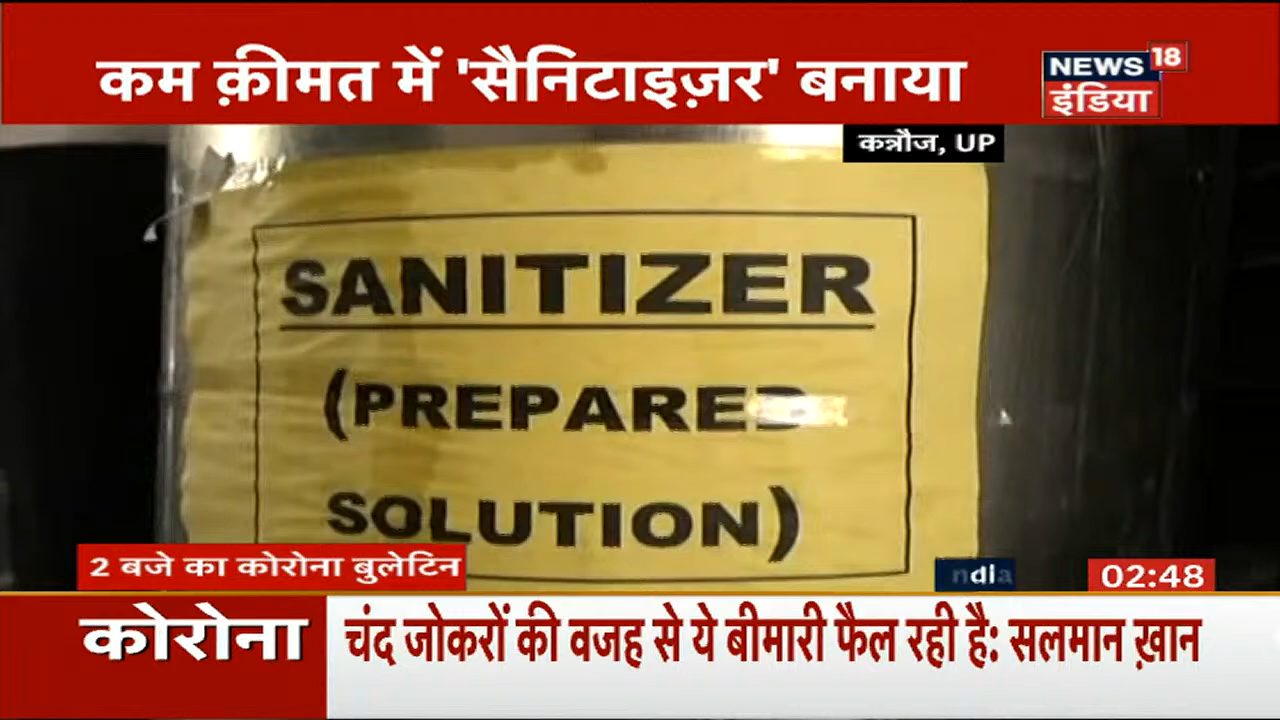 कम क़ीमत में 'सैनिटाइज़र' बनाया
NEWS 18
इंडिया
कन्नौज, UP
SANITIZER
(PREPARED
SOLUTION)
2 बजे का कोरोना बुलेटिन
ndia
02:48
कोरोना
चंद जोकरों की वजह से ये बीमारी फैल रही है: सलमान ख़ान